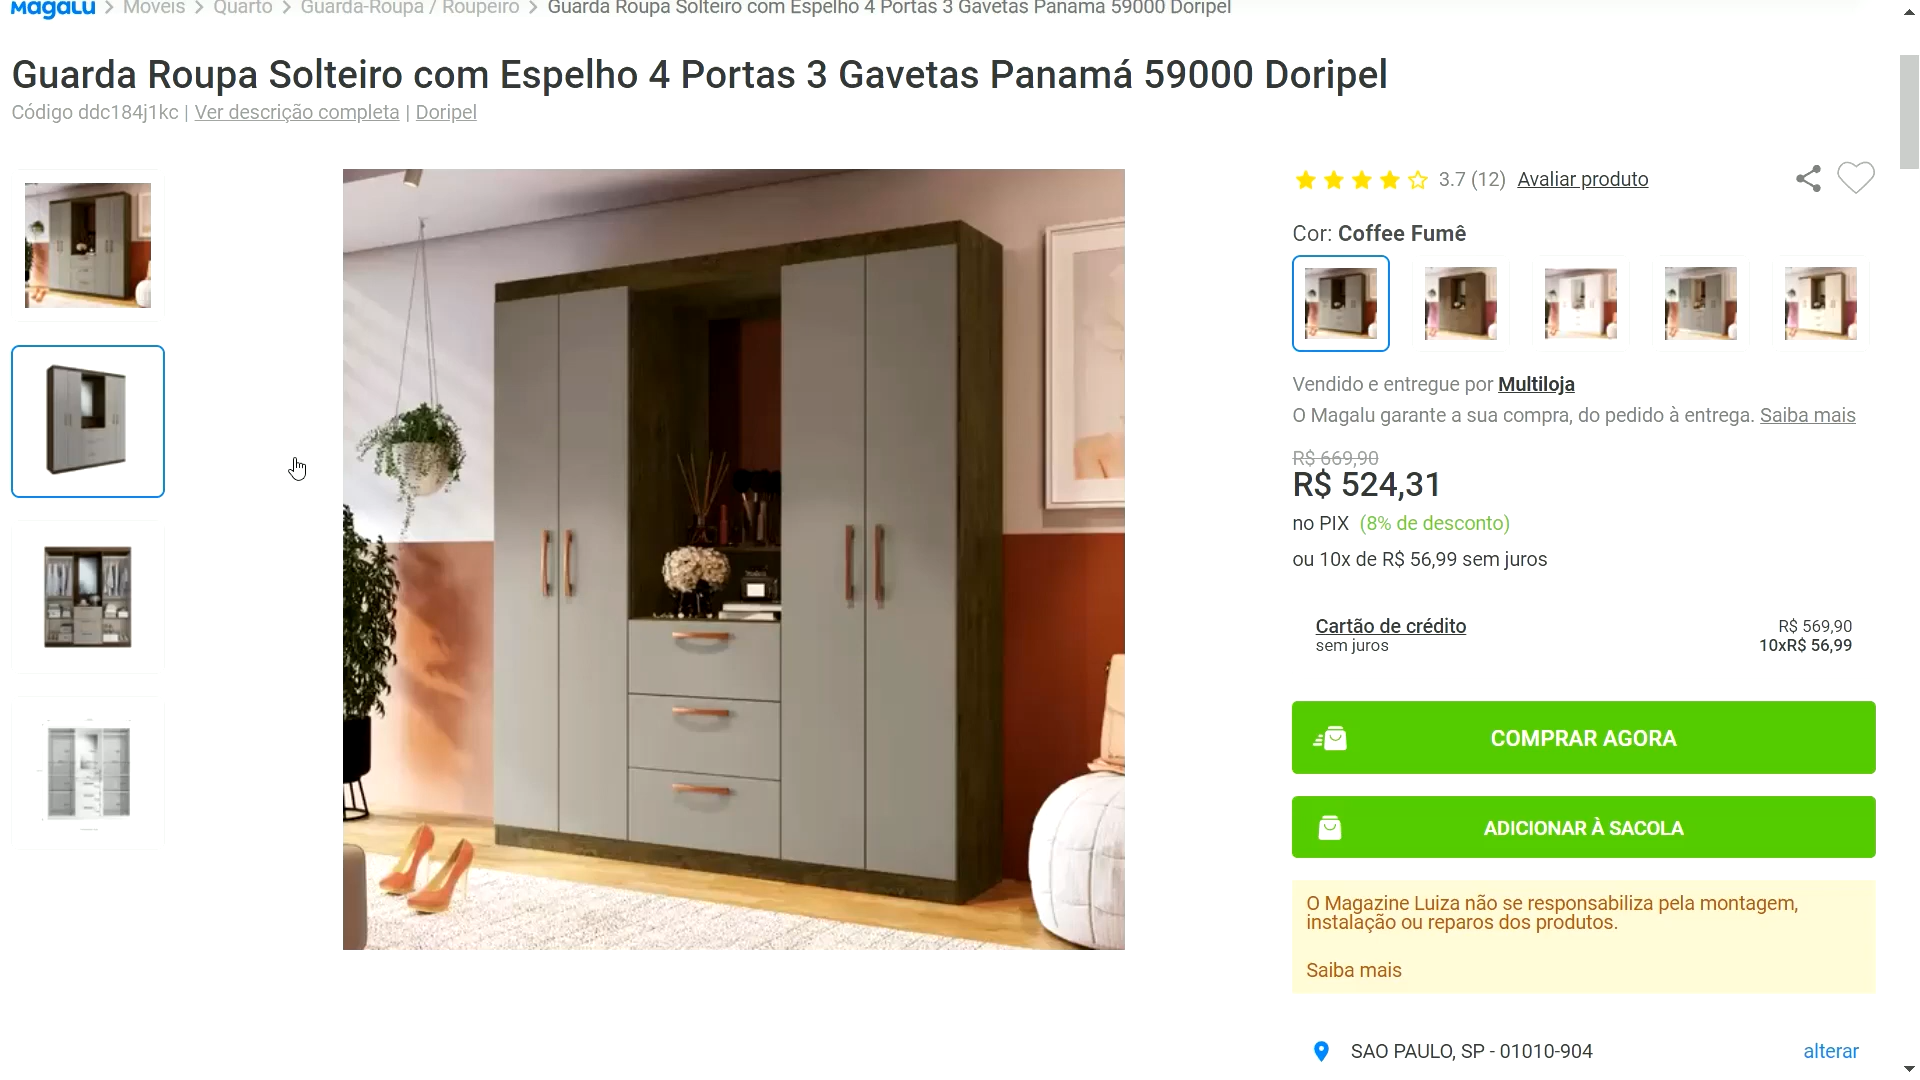 Magalu > Móveis > Quarto > Guarda-Roupa / Roupeiro > Guarda Roupa Solteiro com Espelho 4 Portas 3 Gavetas Panamá 59000 Doripel
Guarda Roupa Solteiro com Espelho 4 Portas 3 Gavetas Panamá 59000 Doripel
Código ddc184j1kc | Ver descrição completa | Doripel
3.7 (12) Avaliar produto
Cor: Coffee Fumê
Vendido e entregue por Multiloja
O Magalu garante a sua compra, do pedido à entrega. Saiba mais
R$ 669,90
R$ 524,31
no PIX (8% de desconto)
ou 10x de R$ 56,99 sem juros
Cartão de crédito R$ 569,90
sem juros 10xR$ 56,99
COMPRAR AGORA
ADICIONAR À SACOLA
O Magazine Luiza não se responsabiliza pela montagem,
instalação ou reparos dos produtos.
Saiba mais
SAO PAULO, SP - 01010-904 alterar